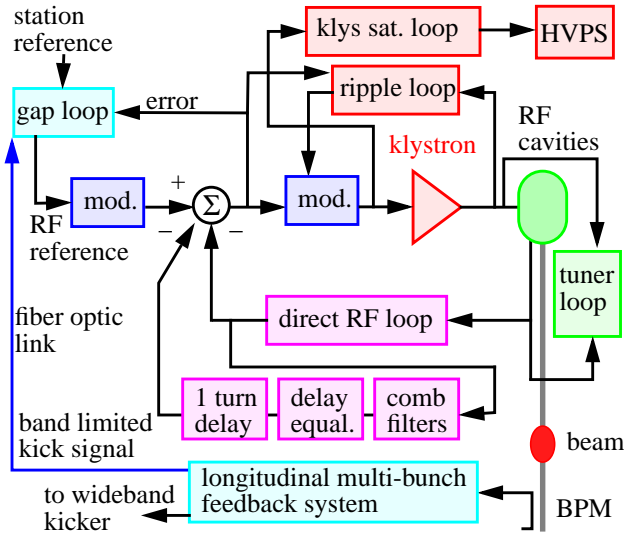 station
reference
klys sat. loop
HVPS
gap loop
error
ripple loop
RF
cavities
klystron
mod.
+
Σ
−
−
mod.
RF
reference
tuner
loop
direct RF loop
fiber optic
link
1 turn
delay
delay
equal.
comb
filters
band limited
kick signal
beam
longitudinal multi-bunch
feedback system
to wideband
kicker
BPM